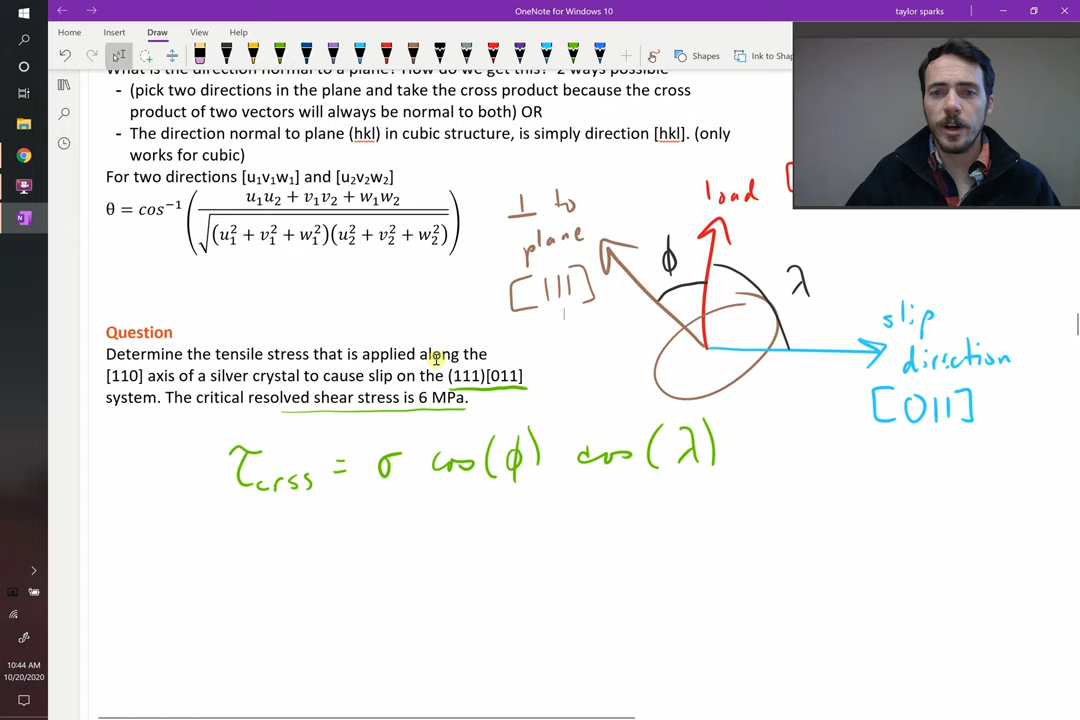 OneNote for Windows 10
taylor sparks
Home
Insert
Draw
View
Help
Shapes
Ink to Sha
What is the direction normal to a plane? How do we get this? 2 ways possible
- (pick two directions in the plane and take the cross product because the cross
product of two vectors will always be normal to both) OR
- The direction normal to plane (hkl) in cubic structure, is simply direction [hkl]. (only
works for cubic)
For two directions [u₁v₁w₁] and [u₂v₂w₂]
θ = cos⁻¹ ( (u₁u₂ + v₁v₂ + w₁w₂) / √((u₁² + v₁² + w₁²)(u₂² + v₂² + w₂²)) )
⊥ to
plane
[111]
load [
ϕ
λ
slip
direction
[011]
Question
Determine the tensile stress that is applied along the
[110] axis of a silver crystal to cause slip on the (111)[011]
system. The critical resolved shear stress is 6 MPa.
τcrss = σ cos(ϕ) cos(λ)
10:44 AM
10/20/2020